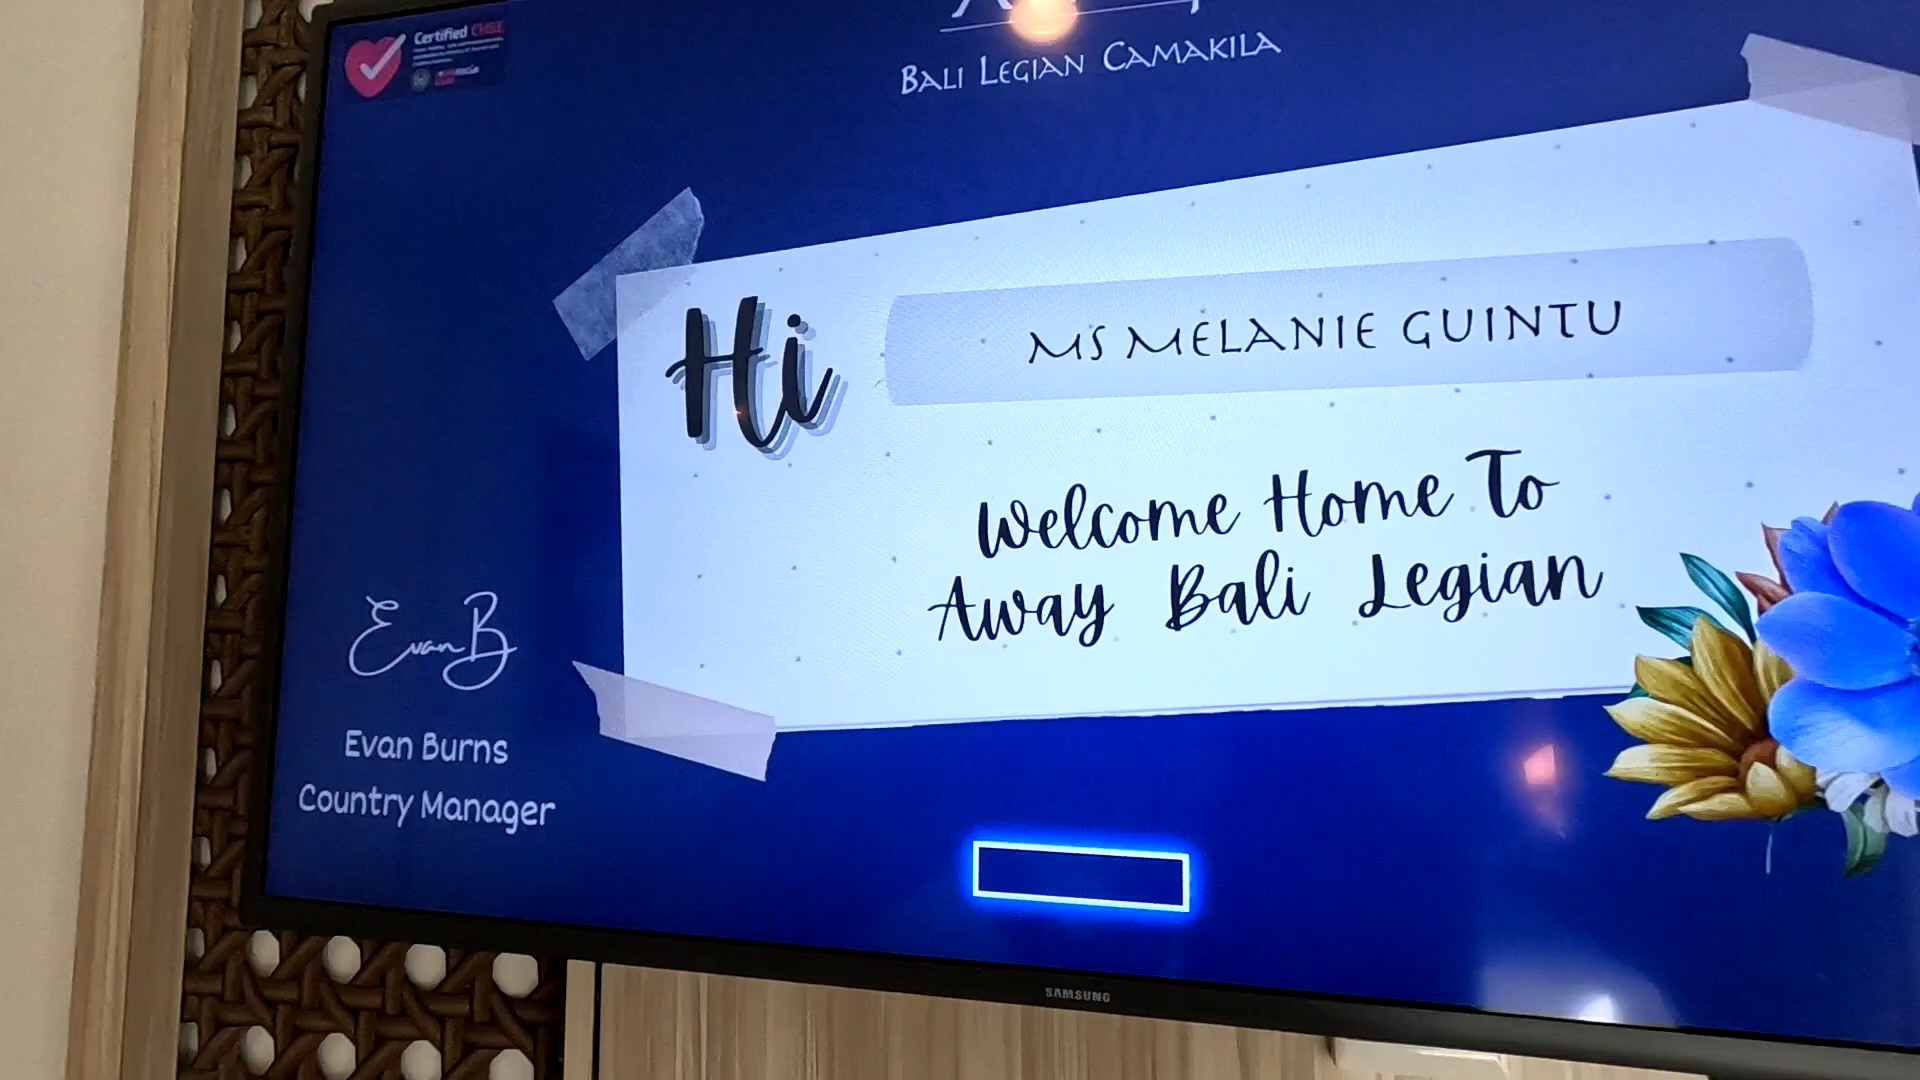 Certified CHSE
BALI LEGIAN CAMAKILA
Hi
MS MELANIE GUINTU
Welcome Home To
Away Bali Legian
EvanB
Evan Burns
Country Manager
SAMSUNG